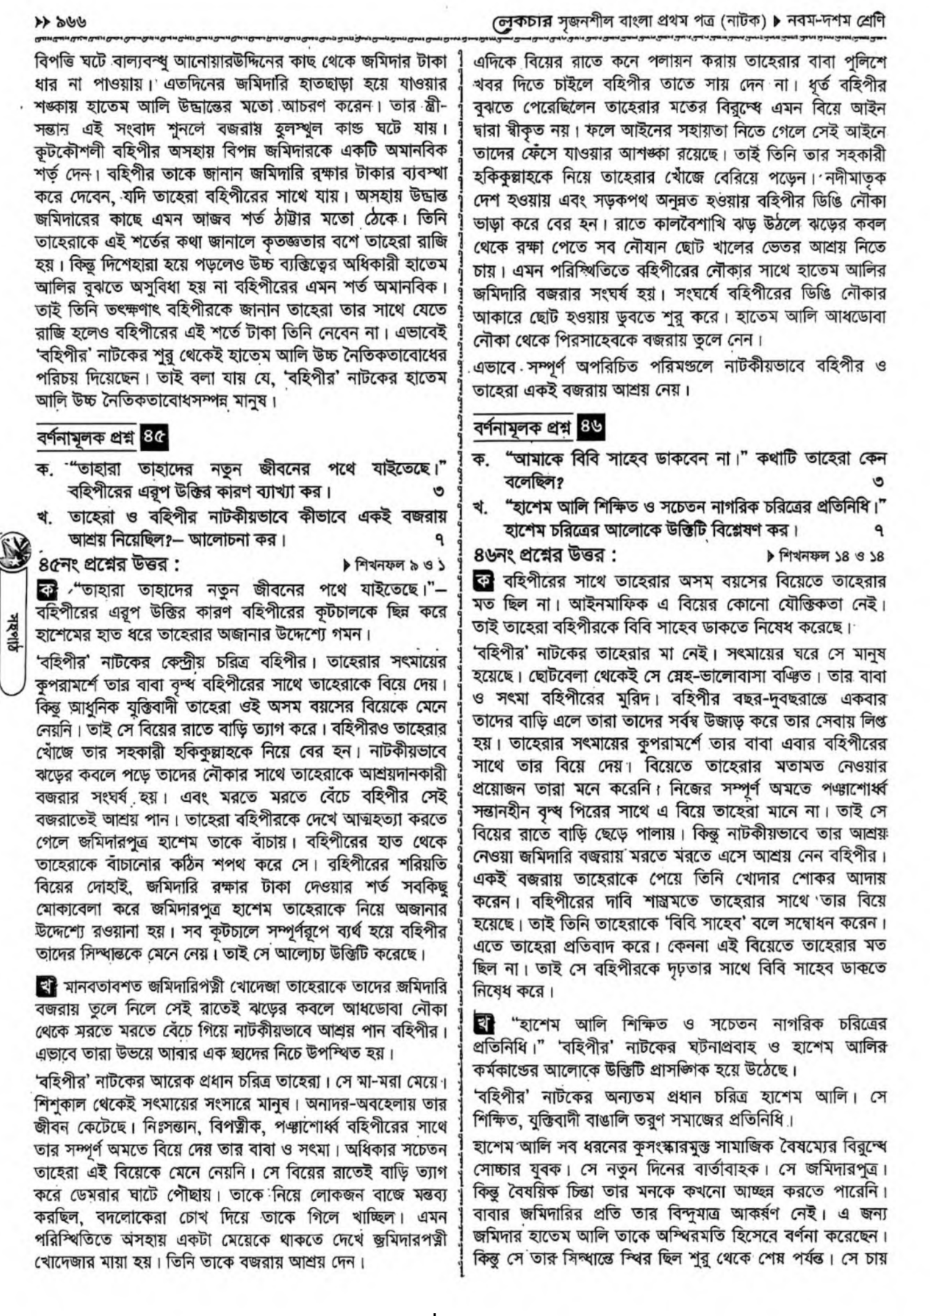 >> ৯৬৬
লেকচার সৃজনশীল বাংলা প্রথম পত্র (নাটক) ▶ নবম-দশম শ্রেণি
বিপত্তি ঘটে বাল্যবন্ধু আনোয়ারউদ্দিনের কাছ থেকে জমিদার টাকা
ধার না পাওয়ায়। এতদিনের জমিদারি হাতছাড়া হয়ে যাওয়ার
শঙ্কায় হাতেম আলি উদ্ভ্রান্তের মতো আচরণ করেন। তার স্ত্রী-
সন্তান এই সংবাদ শুনলে বজরায় হুলস্থুল কান্ড ঘটে যায়।
কূটকৌশলী বহিপীর অসহায় বিপন্ন জমিদারকে একটি অমানবিক
শর্ত দেন। বহিপীর তাকে জানান জমিদারি রক্ষার টাকার ব্যবস্থা
করে দেবেন, যদি তাহেরা বহিপীরের সাথে যায়। অসহায় উদ্ভ্রান্ত
জমিদারের কাছে এমন আজব শর্ত ঠাট্টার মতো ঠেকে। তিনি
তাহেরাকে এই শর্তের কথা জানালে কৃতজ্ঞতার বশে তাহেরা রাজি
হয়। কিন্তু দিশেহারা হয়ে পড়লেও উচ্চ ব্যক্তিত্বের অধিকারী হাতেম
আলির বুঝতে অসুবিধা হয় না বহিপীরের এমন শর্ত অমানবিক।
তাই তিনি তৎক্ষণাৎ বহিপীরকে জানান তাহেরা তার সাথে যেতে
রাজি হলেও বহিপীরের এই শর্তে টাকা তিনি নেবেন না। এভাবেই
'বহিপীর' নাটকের শুরু থেকেই হাতেম আলি উচ্চ নৈতিকতাবোধের
পরিচয় দিয়েছেন। তাই বলা যায় যে, 'বহিপীর' নাটকের হাতেম
আলি উচ্চ নৈতিকতাবোধসম্পন্ন মানুষ।
বর্ণনামূলক প্রশ্ন ৪৫
ক. "তাহারা তাহাদের নতুন জীবনের পথে যাইতেছে।"
বহিপীরের এরূপ উক্তির কারণ ব্যাখ্যা কর। ৩
খ. তাহেরা ও বহিপীর নাটকীয়ভাবে কীভাবে একই বজরায়
আশ্রয় নিয়েছিল?– আলোচনা কর। ৭
৪৫নং প্রশ্নের উত্তর : ▶ শিখনফল ৯ ও ১
ক "তাহারা তাহাদের নতুন জীবনের পথে যাইতেছে।"–
বহিপীরের এরূপ উক্তির কারণ বহিপীরের কূটচালকে ছিন্ন করে
হাশেমের হাত ধরে তাহেরার অজানার উদ্দেশ্যে গমন।
'বহিপীর' নাটকের কেন্দ্রীয় চরিত্র বহিপীর। তাহেরার সৎমায়ের
কুপরামর্শে তার বাবা বৃদ্ধ বহিপীরের সাথে তাহেরাকে বিয়ে দেয়।
কিন্তু আধুনিক যুক্তিবাদী তাহেরা ওই অসম বয়সের বিয়েকে মেনে
নেয়নি। তাই সে বিয়ের রাতে বাড়ি ত্যাগ করে। বহিপীরও তাহেরার
খোঁজে তার সহকারী হকিকুল্লাহকে নিয়ে বের হন। নাটকীয়ভাবে
ঝড়ের কবলে পড়ে তাদের নৌকার সাথে তাহেরাকে আশ্রয়দানকারী
বজরার সংঘর্ষ হয়। এবং মরতে মরতে বেঁচে বহিপীর সেই
বজরাতেই আশ্রয় পান। তাহেরা বহিপীরকে দেখে আত্মহত্যা করতে
গেলে জমিদারপুত্র হাশেম তাকে বাঁচায়। বহিপীরের হাত থেকে
তাহেরাকে বাঁচানোর কঠিন শপথ করে সে। বহিপীরের শরিয়তি
বিয়ের দোহাই, জমিদারি রক্ষার টাকা দেওয়ার শর্ত সবকিছু
মোকাবেলা করে জমিদারপুত্র হাশেম তাহেরাকে নিয়ে অজানার
উদ্দেশ্যে রওয়ানা হয়। সব কূটচালে সম্পূর্ণরূপে ব্যর্থ হয়ে বহিপীর
তাদের সিদ্ধান্তকে মেনে নেয়। তাই সে আলোচ্য উক্তিটি করেছে।
খ মানবতাবশত জমিদারপত্নী খোদেজা তাহেরাকে তাদের জমিদারি
বজরায় তুলে নিলে সেই রাতেই ঝড়ের কবলে আধডোবা নৌকা
থেকে মরতে মরতে বেঁচে গিয়ে নাটকীয়ভাবে আশ্রয় পান বহিপীর।
এভাবে তারা উভয়ে আবার এক ছাদের নিচে উপস্থিত হয়।
'বহিপীর' নাটকের আরেক প্রধান চরিত্র তাহেরা। সে মা-মরা মেয়ে।
শিশুকাল থেকেই সৎমায়ের সংসারে মানুষ। অনাদর-অবহেলায় তার
জীবন কেটেছে। নিঃসন্তান, বিপত্নীক, পঞ্চাশোর্ধ্ব বহিপীরের সাথে
তার সম্পূর্ণ অমতে বিয়ে দেয় তার বাবা ও সৎমা। অধিকার সচেতন
তাহেরা এই বিয়েকে মেনে নেয়নি। সে বিয়ের রাতেই বাড়ি ত্যাগ
করে ডেমরার ঘাটে পৌঁছায়। তাকে নিয়ে লোকজন বাজে মন্তব্য
করছিল, বদলোকেরা চোখ দিয়ে তাকে গিলে খাচ্ছিল। এমন
পরিস্থিতিতে অসহায় একটা মেয়েকে থাকতে দেখে জমিদারপত্নী
খোদেজার মায়া হয়। তিনি তাকে বজরায় আশ্রয় দেন।
সহপাঠ
এদিকে বিয়ের রাতে কনে পলায়ন করায় তাহেরার বাবা পুলিশে
খবর দিতে চাইলে বহিপীর তাতে সায় দেন না। ধূর্ত বহিপীর
বুঝতে পেরেছিলেন তাহেরার মতের বিরুদ্ধে এমন বিয়ে আইন
দ্বারা স্বীকৃত নয়। ফলে আইনের সহায়তা নিতে গেলে সেই আইনে
তাদের ফেঁসে যাওয়ার আশঙ্কা রয়েছে। তাই তিনি তার সহকারী
হকিকুল্লাহকে নিয়ে তাহেরার খোঁজে বেরিয়ে পড়েন। নদীমাতৃক
দেশ হওয়ায় এবং সড়কপথ অনুন্নত হওয়ায় বহিপীর ডিঙি নৌকা
ভাড়া করে বের হন। রাতে কালবৈশাখি ঝড় উঠলে ঝড়ের কবল
থেকে রক্ষা পেতে সব নৌযান ছোট খালের ভেতর আশ্রয় নিতে
চায়। এমন পরিস্থিতিতে বহিপীরের নৌকার সাথে হাতেম আলির
জমিদারি বজরার সংঘর্ষ হয়। সংঘর্ষে বহিপীরের ডিঙি নৌকার
আকারে ছোট হওয়ায় ডুবতে শুরু করে। হাতেম আলি আধডোবা
নৌকা থেকে পিরসাহেবকে বজরায় তুলে নেন।
এভাবে সম্পূর্ণ অপরিচিত পরিমণ্ডলে নাটকীয়ভাবে বহিপীর ও
তাহেরা একই বজরায় আশ্রয় নেয়।
বর্ণনামূলক প্রশ্ন ৪৬
ক. "আমাকে বিবি সাহেব ডাকবেন না।" কথাটি তাহেরা কেন
বলেছিল? ৩
খ. "হাশেম আলি শিক্ষিত ও সচেতন নাগরিক চরিত্রের প্রতিনিধি।"
হাশেম চরিত্রের আলোকে উক্তিটি বিশ্লেষণ কর। ৭
৪৬নং প্রশ্নের উত্তর : ▶ শিখনফল ১৪ ও ১৪
ক বহিপীরের সাথে তাহেরার অসম বয়সের বিয়েতে তাহেরার
মত ছিল না। আইনমাফিক এ বিয়ের কোনো যৌক্তিকতা নেই।
তাই তাহেরা বহিপীরকে বিবি সাহেব ডাকতে নিষেধ করেছে।
'বহিপীর' নাটকের তাহেরার মা নেই। সৎমায়ের ঘরে সে মানুষ
হয়েছে। ছোটবেলা থেকেই সে স্নেহ-ভালোবাসা বঞ্চিত। তার বাবা
ও সৎমা বহিপীরের মুরিদ। বহিপীর বছর-দুবছরান্তে একবার
তাদের বাড়ি এলে তারা তাদের সর্বস্ব উজাড় করে তার সেবায় লিপ্ত
হয়। তাহেরার সৎমায়ের কুপরামর্শে তার বাবা এবার বহিপীরের
সাথে তার বিয়ে দেয়। বিয়েতে তাহেরার মতামত নেওয়ার
প্রয়োজন তারা মনে করেনি। নিজের সম্পূর্ণ অমতে পঞ্চাশোর্ধ্ব
সন্তানহীন বৃদ্ধ পিরের সাথে এ বিয়ে তাহেরা মানে না। তাই সে
বিয়ের রাতে বাড়ি ছেড়ে পালায়। কিন্তু নাটকীয়ভাবে তার আশ্রয়
নেওয়া জমিদারি বজরায় মরতে মরতে এসে আশ্রয় নেন বহিপীর।
একই বজরায় তাহেরাকে পেয়ে তিনি খোদার শোকর আদায়
করেন। বহিপীরের দাবি শাস্ত্রমতে তাহেরার সাথে তার বিয়ে
হয়েছে। তাই তিনি তাহেরাকে 'বিবি সাহেব' বলে সম্বোধন করেন।
এতে তাহেরা প্রতিবাদ করে। কেননা এই বিয়েতে তাহেরার মত
ছিল না। তাই সে বহিপীরকে দৃঢ়তার সাথে বিবি সাহেব ডাকতে
নিষেধ করে।
খ "হাশেম আলি শিক্ষিত ও সচেতন নাগরিক চরিত্রের
প্রতিনিধি।" 'বহিপীর' নাটকের ঘটনাপ্রবাহ ও হাশেম আলির
কর্মকান্ডের আলোকে উক্তিটি প্রাসঙ্গিক হয়ে উঠেছে।
'বহিপীর' নাটকের অন্যতম প্রধান চরিত্র হাশেম আলি। সে
শিক্ষিত, যুক্তিবাদী বাঙালি তরুণ সমাজের প্রতিনিধি।
হাশেম আলি সব ধরনের কুসংস্কারমুক্ত সামাজিক বৈষম্যের বিরুদ্ধে
সোচ্চার যুবক। সে নতুন দিনের বার্তাবাহক। সে জমিদারপুত্র।
কিন্তু বৈষয়িক চিন্তা তার মনকে কখনো আচ্ছন্ন করতে পারেনি।
বাবার জমিদারির প্রতি তার বিন্দুমাত্র আকর্ষণ নেই। এ জন্য
জমিদার হাতেম আলি তাকে অস্থিরমতি হিসেবে বর্ণনা করেছেন।
কিন্তু সে তার সিদ্ধান্তে স্থির ছিল শুরু থেকে শেষ পর্যন্ত। সে চায়